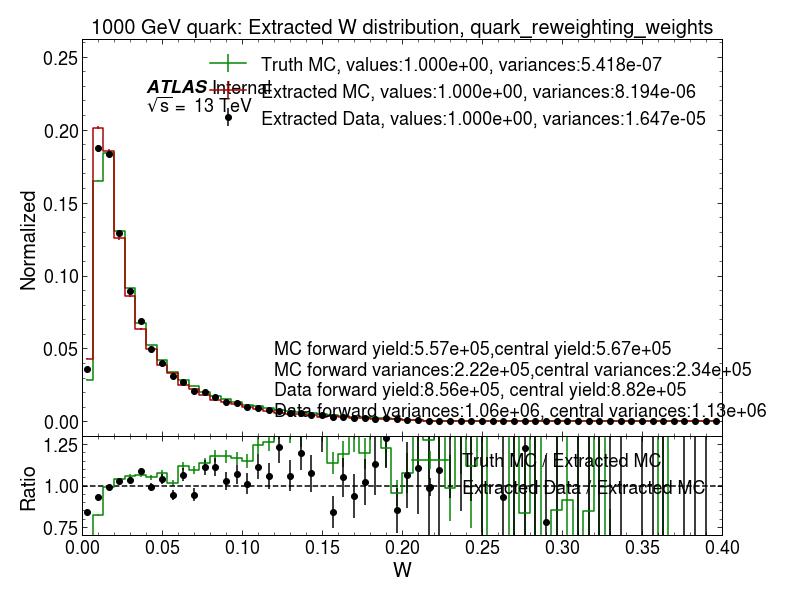 1000 GeV quark: Extracted W distribution, quark_reweighting_weights
Truth MC, values:1.000e+00, variances:5.418e-07
ATLAS Internal
Extracted MC, values:1.000e+00, variances:8.194e-06
√s = 13 TeV
Extracted Data, values:1.000e+00, variances:1.647e-05
0.25
0.20
0.15
0.10
0.05
0.00
Normalized
MC forward yield:5.57e+05,central yield:5.67e+05
MC forward variances:2.22e+05,central variances:2.34e+05
Data forward yield:8.56e+05, central yield:8.82e+05
Data forward variances:1.06e+06, central variances:1.13e+06
1.25
1.00
0.75
Ratio
Truth MC / Extracted MC
Extracted Data / Extracted MC
0.00 0.05 0.10 0.15 0.20 0.25 0.30 0.35 0.40
W